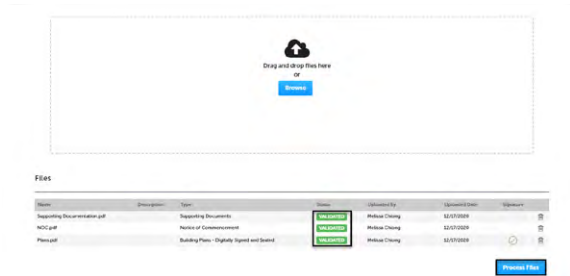 Drag and drop files here
or
Browse
Files
Name Description Type Status Uploaded By Uploaded Date Signature
Supporting Documentation.pdf Supporting Documents VALIDATED Melissa Chiong 12/17/2020
NOC.pdf Notice of Commencement VALIDATED Melissa Chiong 12/17/2020
Plans.pdf Building Plans - Digitally Signed and Sealed VALIDATED Melissa Chiong 12/17/2020
Process Files